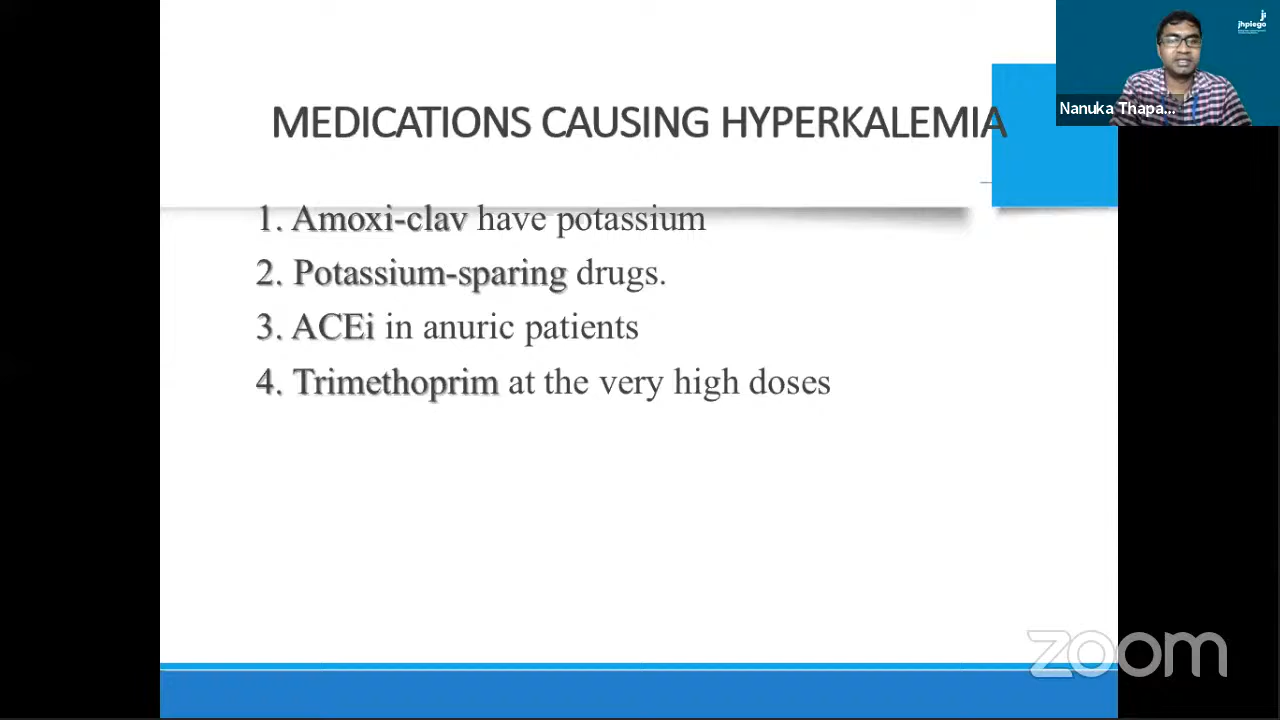 jhpiego
Nanuka Thapa...
MEDICATIONS CAUSING HYPERKALEMIA
1. Amoxi-clav have potassium
2. Potassium-sparing drugs.
3. ACEi in anuric patients
4. Trimethoprim at the very high doses
zoom